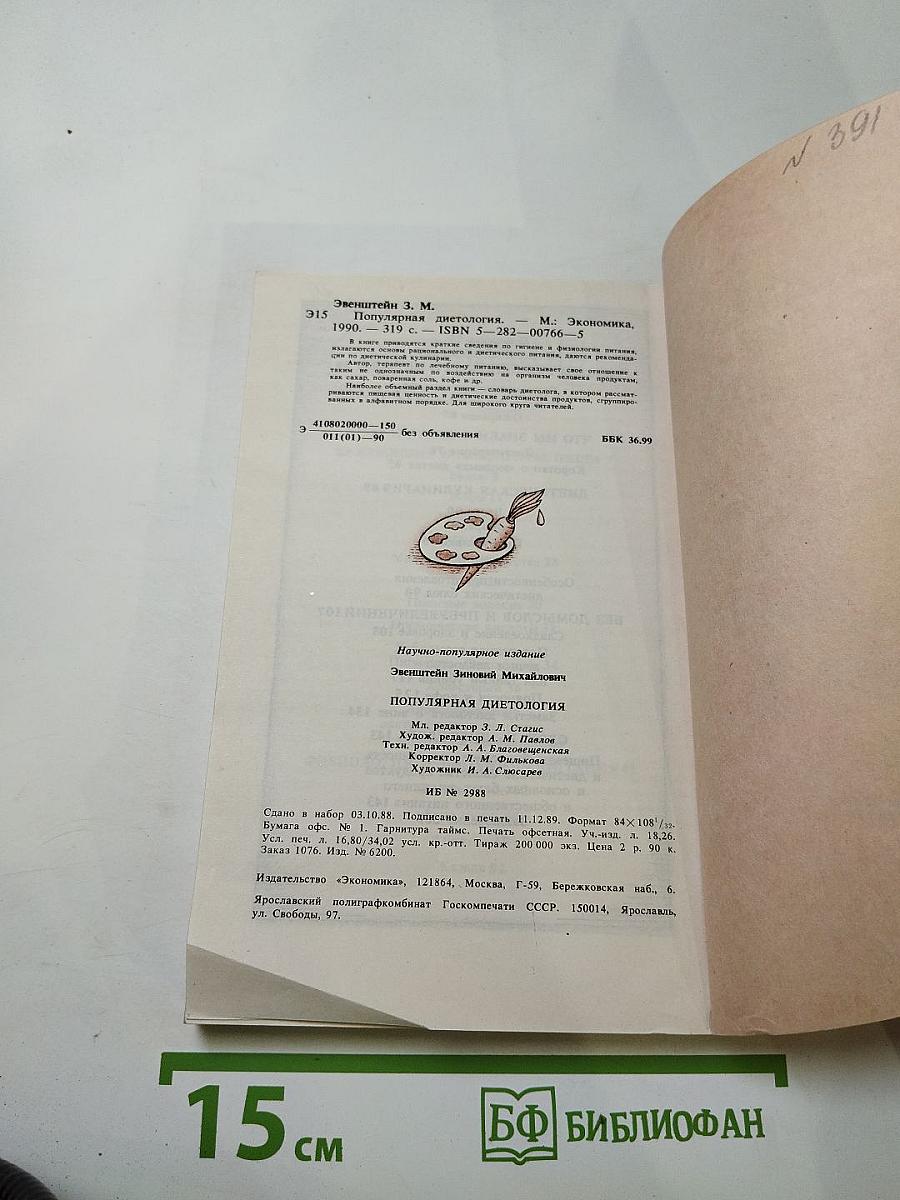 N 391
Эвенштейн З. М.
Э15 Популярная диетология. — М.: Экономика,
1990. — 319 с. — ISBN 5—282—00766—5
В книге приводятся краткие сведения по гигиене и физиологии питания,
излагаются основы рационального и диетического питания, даются рекоменда-
ции по диетической кулинарии.
Автор, терапевт по лечебному питанию, высказывает свое отношение к
таким не однозначным по воздействию на организм человека продуктам,
как сахар, поваренная соль, кофе и др.
Наиболее объемный раздел книги — словарь диетолога, в котором рассмат-
риваются пищевая ценность и диетические достоинства продуктов, сгруппиро-
ванных в алфавитном порядке. Для широкого круга читателей.
Э 4108020000—150 / 011(01)—90 без объявления ББК 36.99
Научно-популярное издание
Эвенштейн Зиновий Михайлович
ПОПУЛЯРНАЯ ДИЕТОЛОГИЯ
Мл. редактор З. Л. Стагис
Худож. редактор А. М. Павлов
Техн. редактор А. А. Благовещенская
Корректор Л. М. Филькова
Художник И. А. Слюсарев
ИБ № 2988
Сдано в набор 03.10.88. Подписано в печать 11.12.89. Формат 84×108¹/₃₂.
Бумага офс. № 1. Гарнитура таймс. Печать офсетная. Уч.-изд. л. 18,26.
Усл. печ. л. 16,80/34,02 усл. кр.-отт. Тираж 200 000 экз. Цена 2 р. 90 к.
Заказ 1076. Изд. № 6200.
Издательство «Экономика», 121864, Москва, Г-59, Бережковская наб., 6.
Ярославский полиграфкомбинат Госкомпечати СССР. 150014, Ярославль,
ул. Свободы, 97.
15 см
БФ БИБЛИОФАН